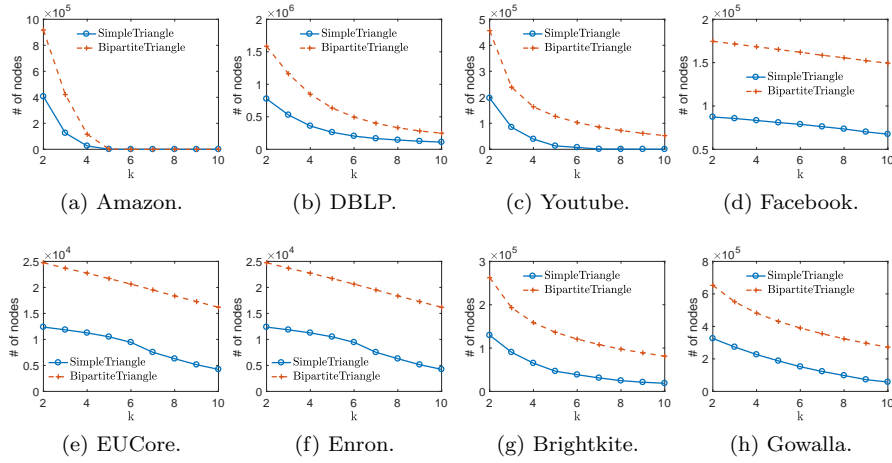 ×10^5
10
8
6
4
2
0
# of nodes
SimpleTriangle
BipartiteTriangle
2 4 6 8 10
k
(a) Amazon.
×10^6
2
1.5
1
0.5
0
# of nodes
SimpleTriangle
BipartiteTriangle
2 4 6 8 10
k
(b) DBLP.
×10^5
5
4
3
2
1
0
# of nodes
SimpleTriangle
BipartiteTriangle
2 4 6 8 10
k
(c) Youtube.
×10^5
2
1.5
1
0.5
# of nodes
SimpleTriangle
BipartiteTriangle
2 4 6 8 10
k
(d) Facebook.
×10^4
2.5
2
1.5
1
0.5
0
# of nodes
SimpleTriangle
BipartiteTriangle
2 4 6 8 10
k
(e) EUCore.
×10^4
2.5
2
1.5
1
0.5
0
# of nodes
SimpleTriangle
BipartiteTriangle
2 4 6 8 10
k
(f) Enron.
×10^5
3
2
1
0
# of nodes
SimpleTriangle
BipartiteTriangle
2 4 6 8 10
k
(g) Brightkite.
×10^5
8
6
4
2
0
# of nodes
SimpleTriangle
BipartiteTriangle
2 4 6 8 10
k
(h) Gowalla.